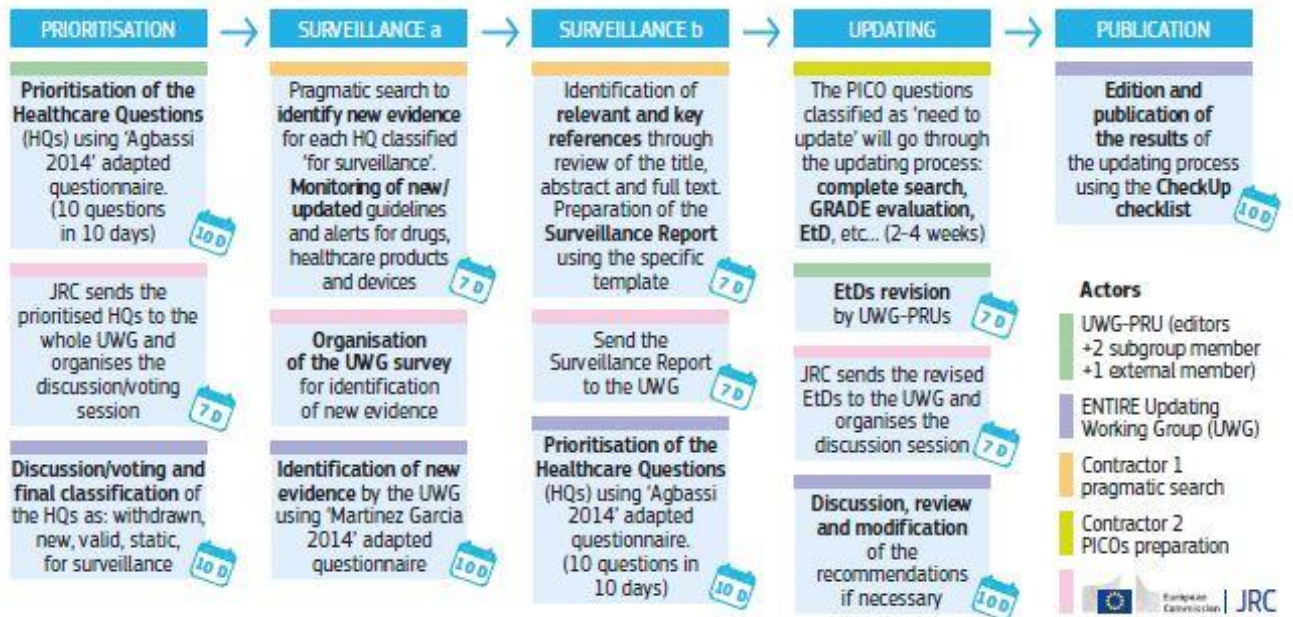 PRIORITISATION
Prioritisation of the
Healthcare Questions
(HQs) using 'Agbassi
2014' adapted
questionnaire.
(10 questions
in 10 days)
10 D
JRC sends the
prioritised HQs to the
whole UWG and
organises the
discussion/voting
session
7 D
Discussion/voting and
final classification of
the HQs as: withdrawn,
new, valid, static,
for surveillance
10 D
SURVEILLANCE a
Pragmatic search to
identify new evidence
for each HQ classified
'for surveillance'.
Monitoring of new/
updated guidelines
and alerts for drugs,
healthcare products
and devices
7 D
Organisation
of the UWG survey
for identification
of new evidence
Identification of new
evidence by the UWG
using 'Martinez Garcia
2014' adapted
questionnaire
10 D
SURVEILLANCE b
Identification of
relevant and key
references through
review of the title,
abstract and full text.
Preparation of the
Surveillance Report
using the specific
template
7 D
Send the
Surveillance Report
to the UWG
7 D
Prioritisation of the
Healthcare Questions
(HQs) using 'Agbassi
2014' adapted
questionnaire.
(10 questions in
10 days)
10 D
UPDATING
The PICO questions
classified as 'need to
update' will go through
the updating process:
complete search,
GRADE evaluation,
EtD, etc... (2-4 weeks)
EtDs revision
by UWG-PRUs
7 D
JRC sends the revised
EtDs to the UWG and
organises the
discussion session
7 D
Discussion, review
and modification
of the
recommendations
if necessary
10 D
PUBLICATION
Edition and
publication
of the results of
the updating process
using the CheckUp
checklist
10 D
Actors
UWG-PRU (editors
+2 subgroup member
+1 external member)
ENTIRE Updating
Working Group (UWG)
Contractor 1
pragmatic search
Contractor 2
PICOs preparation
European
Commission
JRC